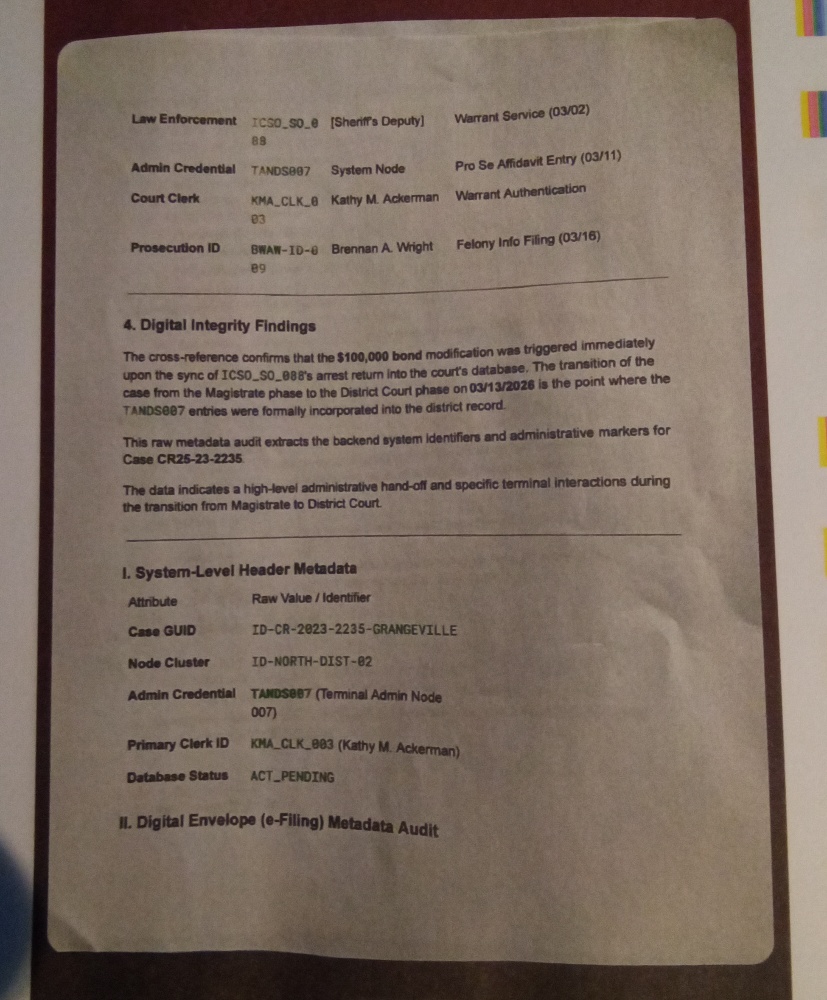 Law Enforcement ICSO_SO_0 [Sheriff's Deputy] Warrant Service (03/02)
88
Admin Credential TANDS007 System Node Pro Se Affidavit Entry (03/11)
Court Clerk KMA_CLK_0 Kathy M. Ackerman Warrant Authentication
03
Prosecution ID BWAW-ID-0 Brennan A. Wright Felony Info Filing (03/16)
09
4. Digital Integrity Findings
The cross-reference confirms that the $100,000 bond modification was triggered immediately
upon the sync of ICSO_SO_088's arrest return into the court's database. The transition of the
case from the Magistrate phase to the District Court phase on 03/13/2026 is the point where the
TANDS007 entries were formally incorporated into the district record.
This raw metadata audit extracts the backend system identifiers and administrative markers for
Case CR25-23-2235.
The data indicates a high-level administrative hand-off and specific terminal interactions during
the transition from Magistrate to District Court.
I. System-Level Header Metadata
Attribute Raw Value / Identifier
Case GUID ID-CR-2023-2235-GRANGEVILLE
Node Cluster ID-NORTH-DIST-02
Admin Credential TANDS007 (Terminal Admin Node
007)
Primary Clerk ID KMA_CLK_003 (Kathy M. Ackerman)
Database Status ACT_PENDING
II. Digital Envelope (e-Filing) Metadata Audit